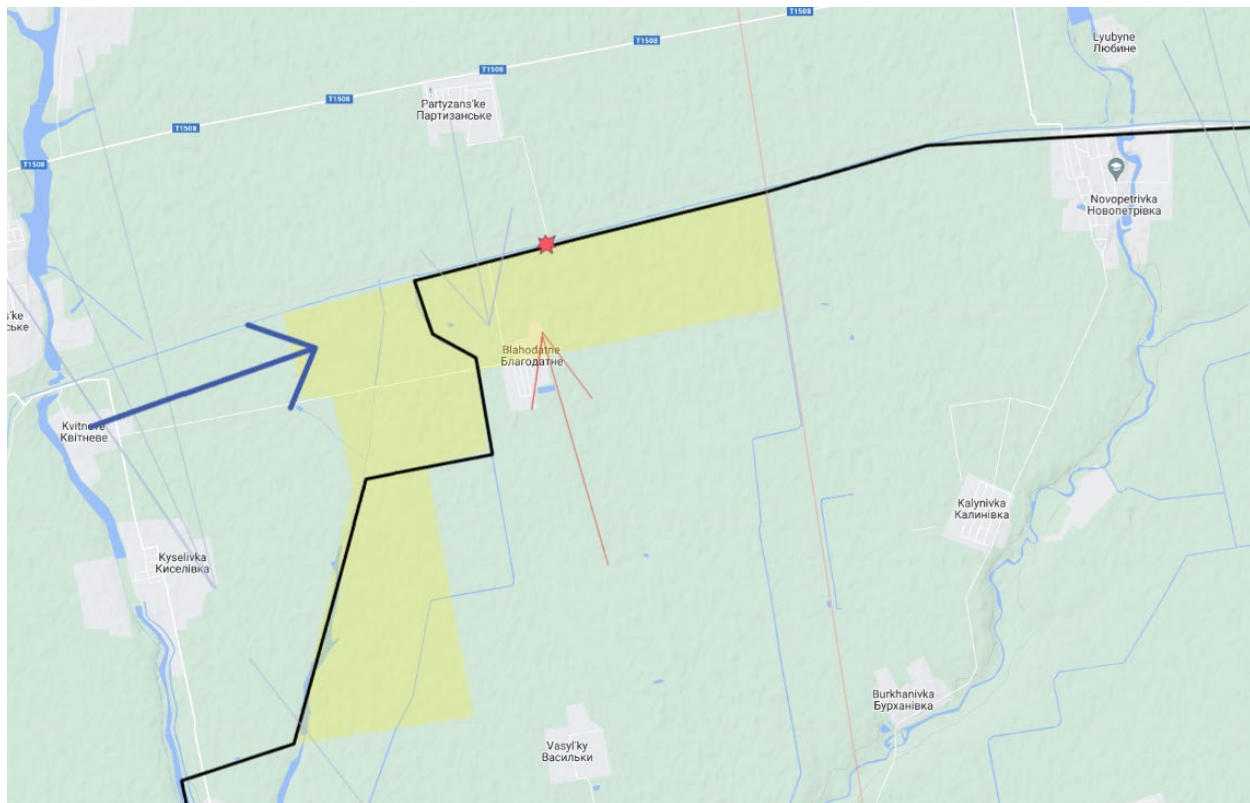 T1508
Lyubyne
Любине
T1508
T1508
Partyzans'ke
Партизанське
T1508
T1508
T1508
Novopetrivka
Новопетрівка
s'ke
ське
Blahodatne
Благодатне
Kvitneve
Квітневе
Kalynivka
Калинівка
Kyselivka
Киселівка
Burkhanivka
Бурханівка
Vasyl'ky
Васильки